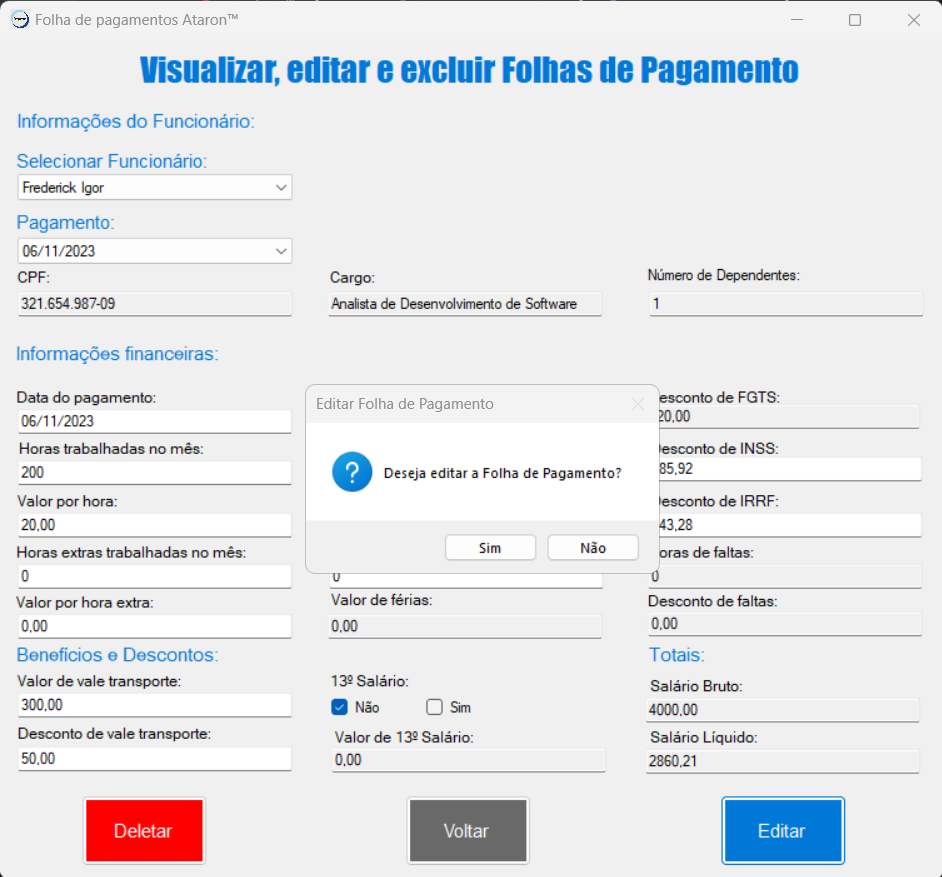 Folha de pagamentos Ataron™
Visualizar, editar e excluir Folhas de Pagamento
Informações do Funcionário:
Selecionar Funcionário:
Frederick Igor
Pagamento:
06/11/2023
CPF:
321.654.987-09
Cargo:
Analista de Desenvolvimento de Software
Número de Dependentes:
1
Informações financeiras:
Data do pagamento:
06/11/2023
Horas trabalhadas no mês:
200
Valor por hora:
20,00
Horas extras trabalhadas no mês:
0
Valor por hora extra:
0,00
Editar Folha de Pagamento
?
Deseja editar a Folha de Pagamento?
Sim
Não
0
Valor de férias:
0,00
esconto de FGTS:
20,00
esconto de INSS:
85,92
esconto de IRRF:
43,28
oras de faltas:
0
Desconto de faltas:
0,00
Benefícios e Descontos:
Valor de vale transporte:
300,00
Desconto de vale transporte:
50,00
13º Salário:
Não
Sim
Valor de 13º Salário:
0,00
Totais:
Salário Bruto:
4000,00
Salário Líquido:
2860,21
Deletar
Voltar
Editar